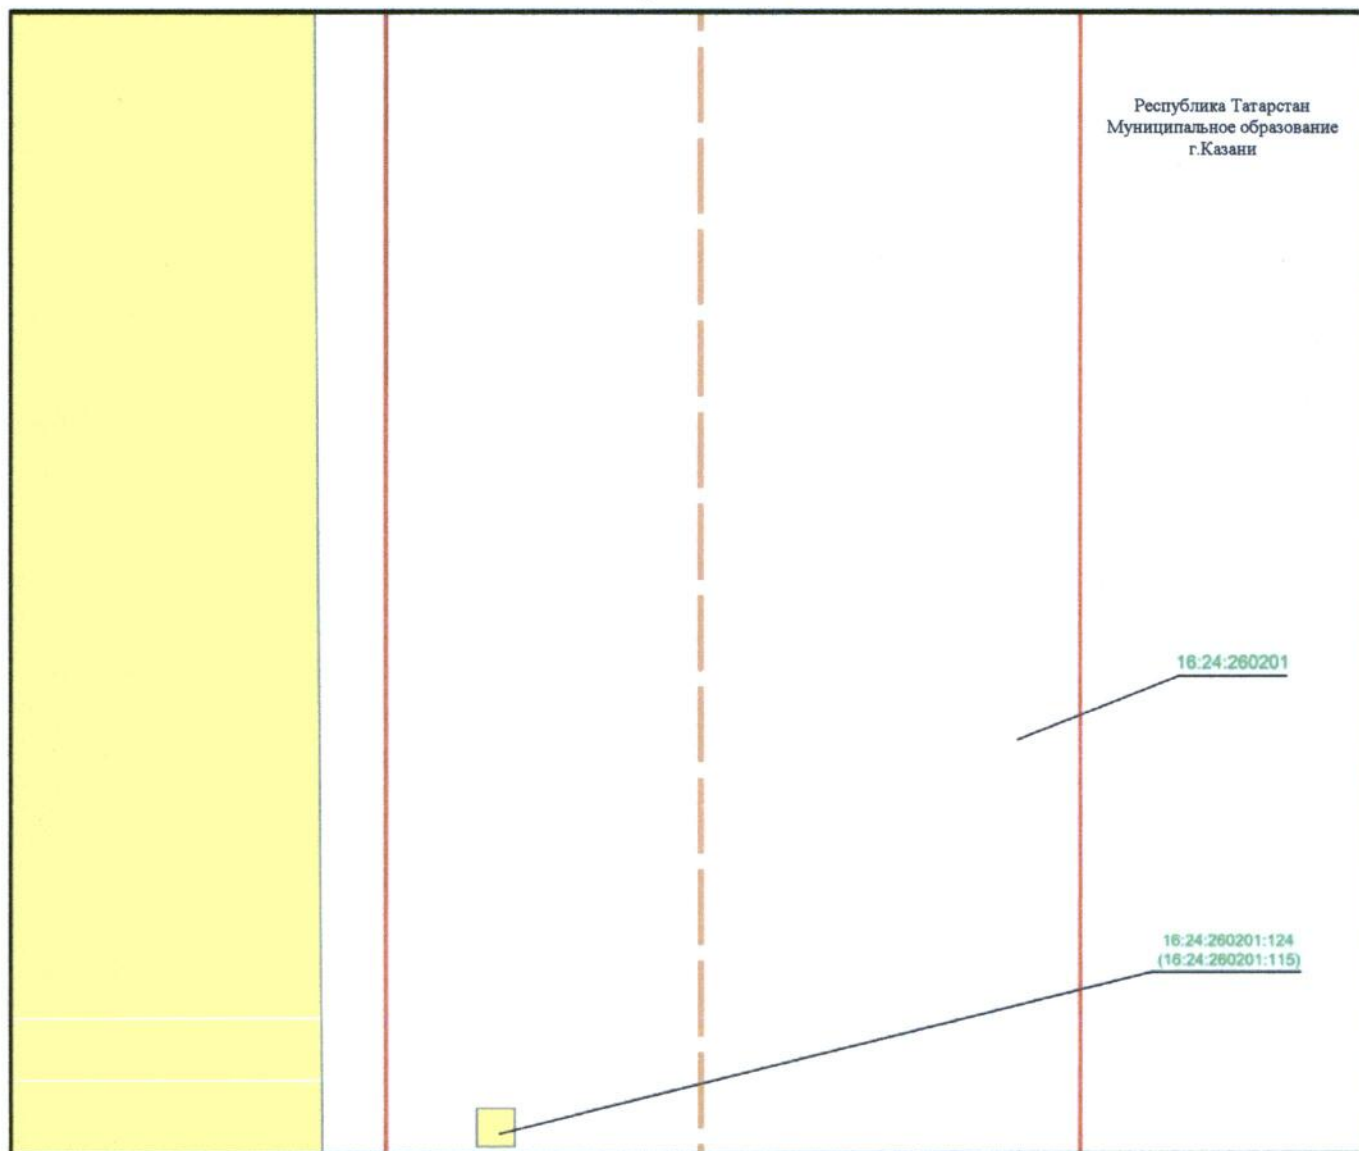 Республика Татарстан
Муниципальное образование
г.Казани
16:24:260201
16:24:260201:124
(16:24:260201:115)